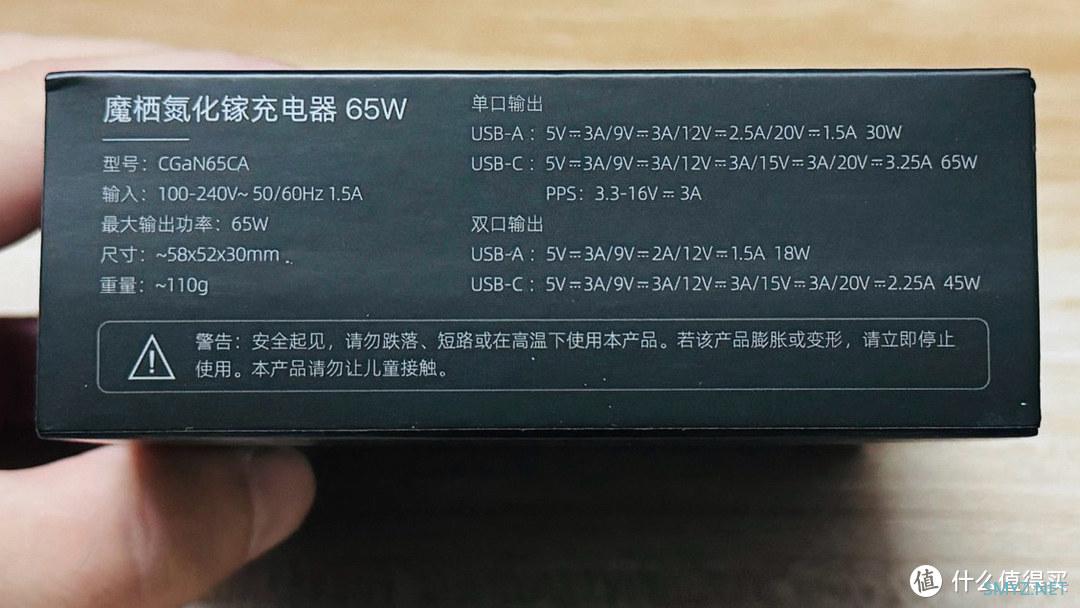 魔栖氮化镓充电器 65W
型号：CGaN65CA
输入：100-240V~ 50/60Hz 1.5A
最大输出功率：65W
尺寸：~58x52x30mm
重量：~110g
单口输出
USB-A：5V⎓3A/9V⎓3A/12V⎓2.5A/20V⎓1.5A 30W
USB-C：5V⎓3A/9V⎓3A/12V⎓3A/15V⎓3A/20V⎓3.25A 65W
PPS：3.3-16V⎓3A
双口输出
USB-A：5V⎓3A/9V⎓2A/12V⎓1.5A 18W
USB-C：5V⎓3A/9V⎓3A/12V⎓3A/15V⎓3A/20V⎓2.25A 45W
警告：安全起见，请勿跌落、短路或在高温下使用本产品。若该产品膨胀或变形，请立即停止
使用。本产品请勿让儿童接触。
值 什么值得买
SMYZ.NET